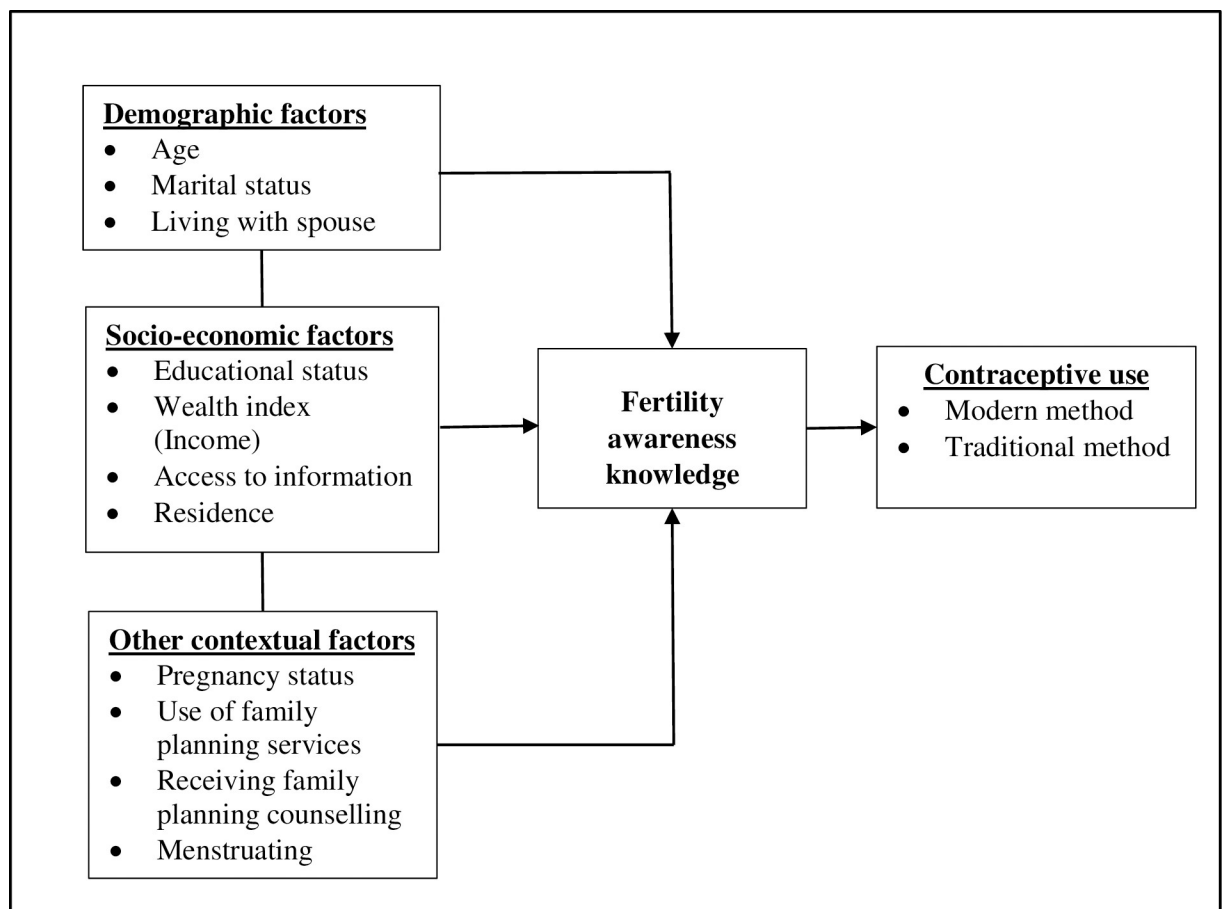 Demographic factors
• Age
• Marital status
• Living with spouse
Socio-economic factors
• Educational status
• Wealth index
(Income)
• Access to information
• Residence
Other contextual factors
• Pregnancy status
• Use of family
planning services
• Receiving family
planning counselling
• Menstruating
Fertility
awareness
knowledge
Contraceptive use
• Modern method
• Traditional method